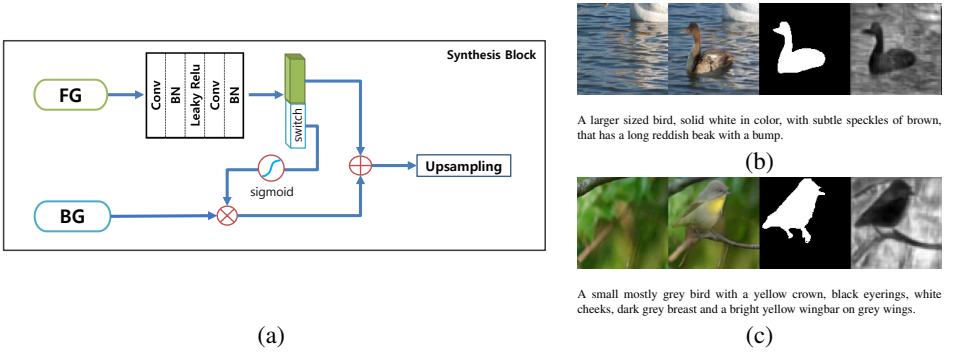 Synthesis Block
FG
Conv
BN
Leaky Relu
Conv
BN
switch
sigmoid
Upsampling
BG
(a)
A larger sized bird, solid white in color, with subtle speckles of brown,
that has a long reddish beak with a bump.
(b)
A small mostly grey bird with a yellow crown, black eyerings, white
cheeks, dark grey breast and a bright yellow wingbar on grey wings.
(c)